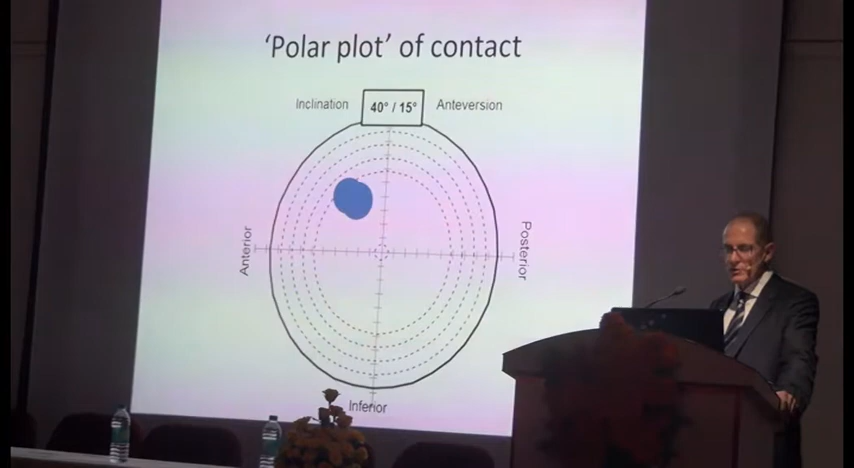 ‘Polar plot’ of contact
Inclination 40° / 15° Anteversion
Anterior
Posterior
Inferior